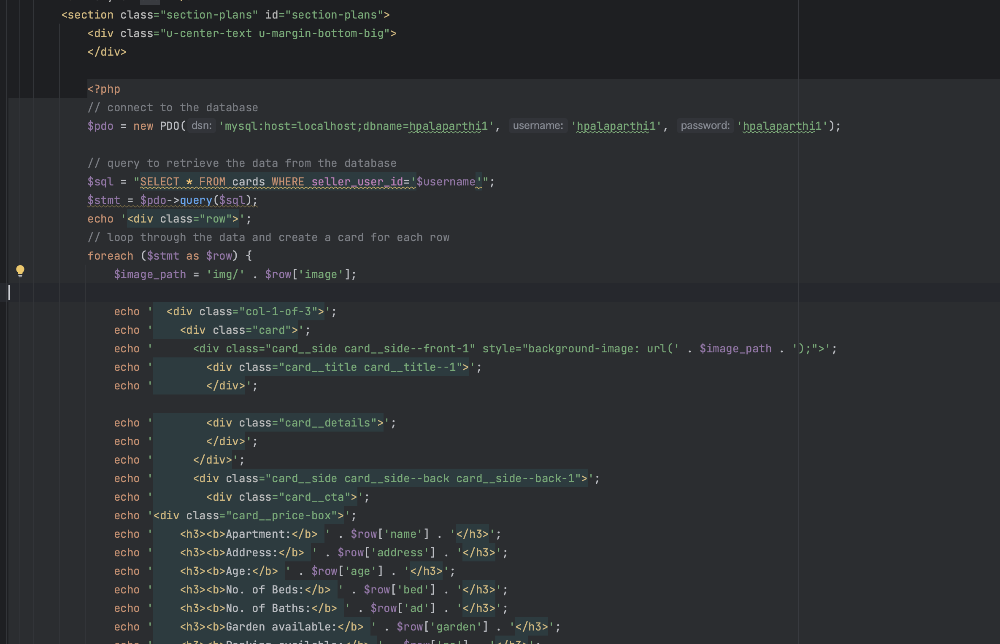 <section class="section-plans" id="section-plans">
<div class="u-center-text u-margin-bottom-big">
</div>
<?php
// connect to the database
$pdo = new PDO( dsn: 'mysql:host=localhost;dbname=hpalaparthi1', username: 'hpalaparthi1', password: 'hpalaparthi1');
// query to retrieve the data from the database
$sql = "SELECT * FROM cards WHERE seller_user_id='$username'";
$stmt = $pdo->query($sql);
echo '<div class="row">';
// loop through the data and create a card for each row
foreach ($stmt as $row) {
$image_path = 'img/' . $row['image'];
echo '  <div class="col-1-of-3">';
echo '    <div class="card">';
echo '      <div class="card__side card__side--front-1" style="background-image: url(' . $image_path . ');">';
echo '        <div class="card__title card__title--1">';
echo '        </div>';
echo '        <div class="card__details">';
echo '        </div>';
echo '      </div>';
echo '      <div class="card__side card__side--back card__side--back-1">';
echo '        <div class="card__cta">';
echo '<div class="card__price-box">';
echo '    <h3><b>Apartment:</b> ' . $row['name'] . '</h3>';
echo '    <h3><b>Address:</b> ' . $row['address'] . '</h3>';
echo '    <h3><b>Age:</b> ' . $row['age'] . '</h3>';
echo '    <h3><b>No. of Beds:</b> ' . $row['bed'] . '</h3>';
echo '    <h3><b>No. of Baths:</b> ' . $row['ad'] . '</h3>';
echo '    <h3><b>Garden available:</b> ' . $row['garden'] . '</h3>';